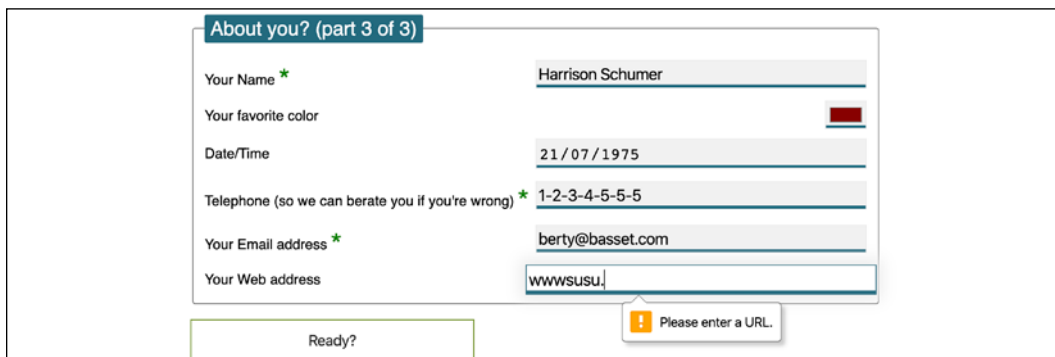 About you? (part 3 of 3)
Your Name * Harrison Schumer
Your favorite color
Date/Time 21/07/1975
Telephone (so we can berate you if you're wrong) * 1-2-3-4-5-5-5
Your Email address * berty@basset.com
Your Web address wwwsusu.
Please enter a URL.
Ready?